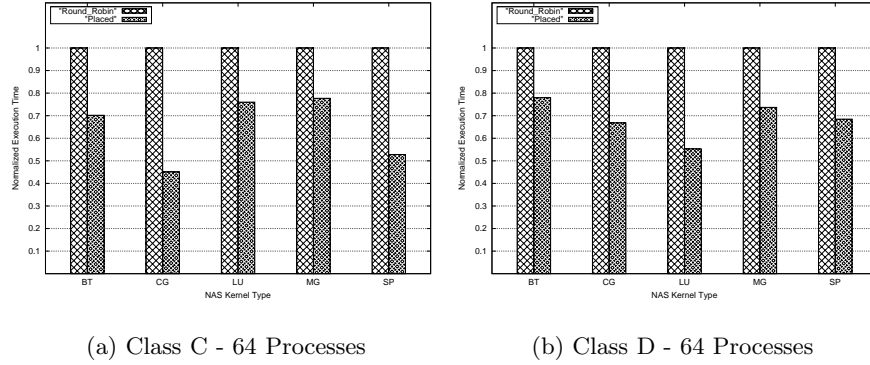 "Round_Robin"
"Placed"
1
0.9
0.8
0.7
0.6
0.5
0.4
0.3
0.2
0.1
Normalized Execution Time
BT CG LU MG SP
NAS Kernel Type
(a) Class C - 64 Processes
"Round_Robin"
"Placed"
1
0.9
0.8
0.7
0.6
0.5
0.4
0.3
0.2
0.1
Normalized Execution Time
BT CG LU MG SP
NAS Kernel Type
(b) Class D - 64 Processes